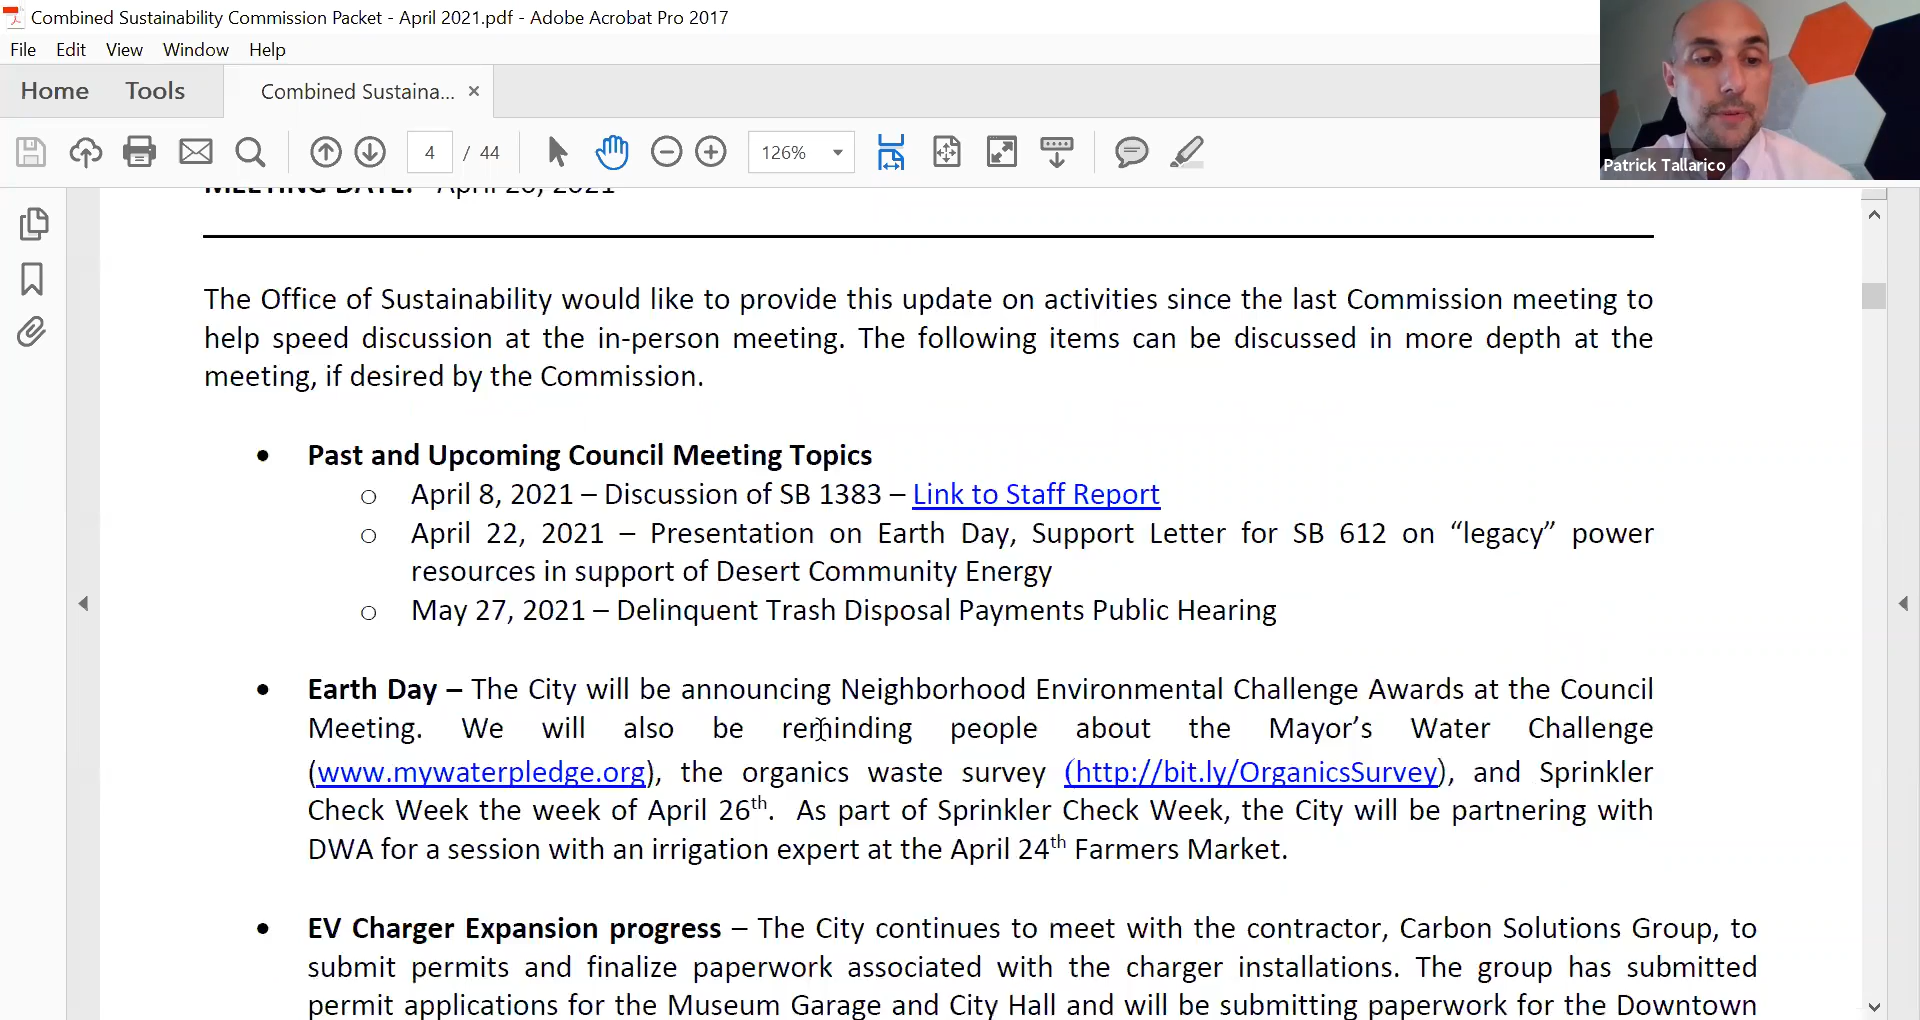 Combined Sustainability Commission Packet - April 2021.pdf - Adobe Acrobat Pro 2017
File Edit View Window Help
Home Tools Combined Sustaina... ×
4 / 44 126%
Patrick Tallarico
MEETING DATE: April 20, 2021
The Office of Sustainability would like to provide this update on activities since the last Commission meeting to
help speed discussion at the in-person meeting. The following items can be discussed in more depth at the
meeting, if desired by the Commission.
• Past and Upcoming Council Meeting Topics
○ April 8, 2021 – Discussion of SB 1383 – Link to Staff Report
○ April 22, 2021 – Presentation on Earth Day, Support Letter for SB 612 on “legacy” power
resources in support of Desert Community Energy
○ May 27, 2021 – Delinquent Trash Disposal Payments Public Hearing
• Earth Day – The City will be announcing Neighborhood Environmental Challenge Awards at the Council
Meeting. We will also be reminding people about the Mayor’s Water Challenge
(www.mywaterpledge.org), the organics waste survey (http://bit.ly/OrganicsSurvey), and Sprinkler
Check Week the week of April 26th. As part of Sprinkler Check Week, the City will be partnering with
DWA for a session with an irrigation expert at the April 24th Farmers Market.
• EV Charger Expansion progress – The City continues to meet with the contractor, Carbon Solutions Group, to
submit permits and finalize paperwork associated with the charger installations. The group has submitted
permit applications for the Museum Garage and City Hall and will be submitting paperwork for the Downtown